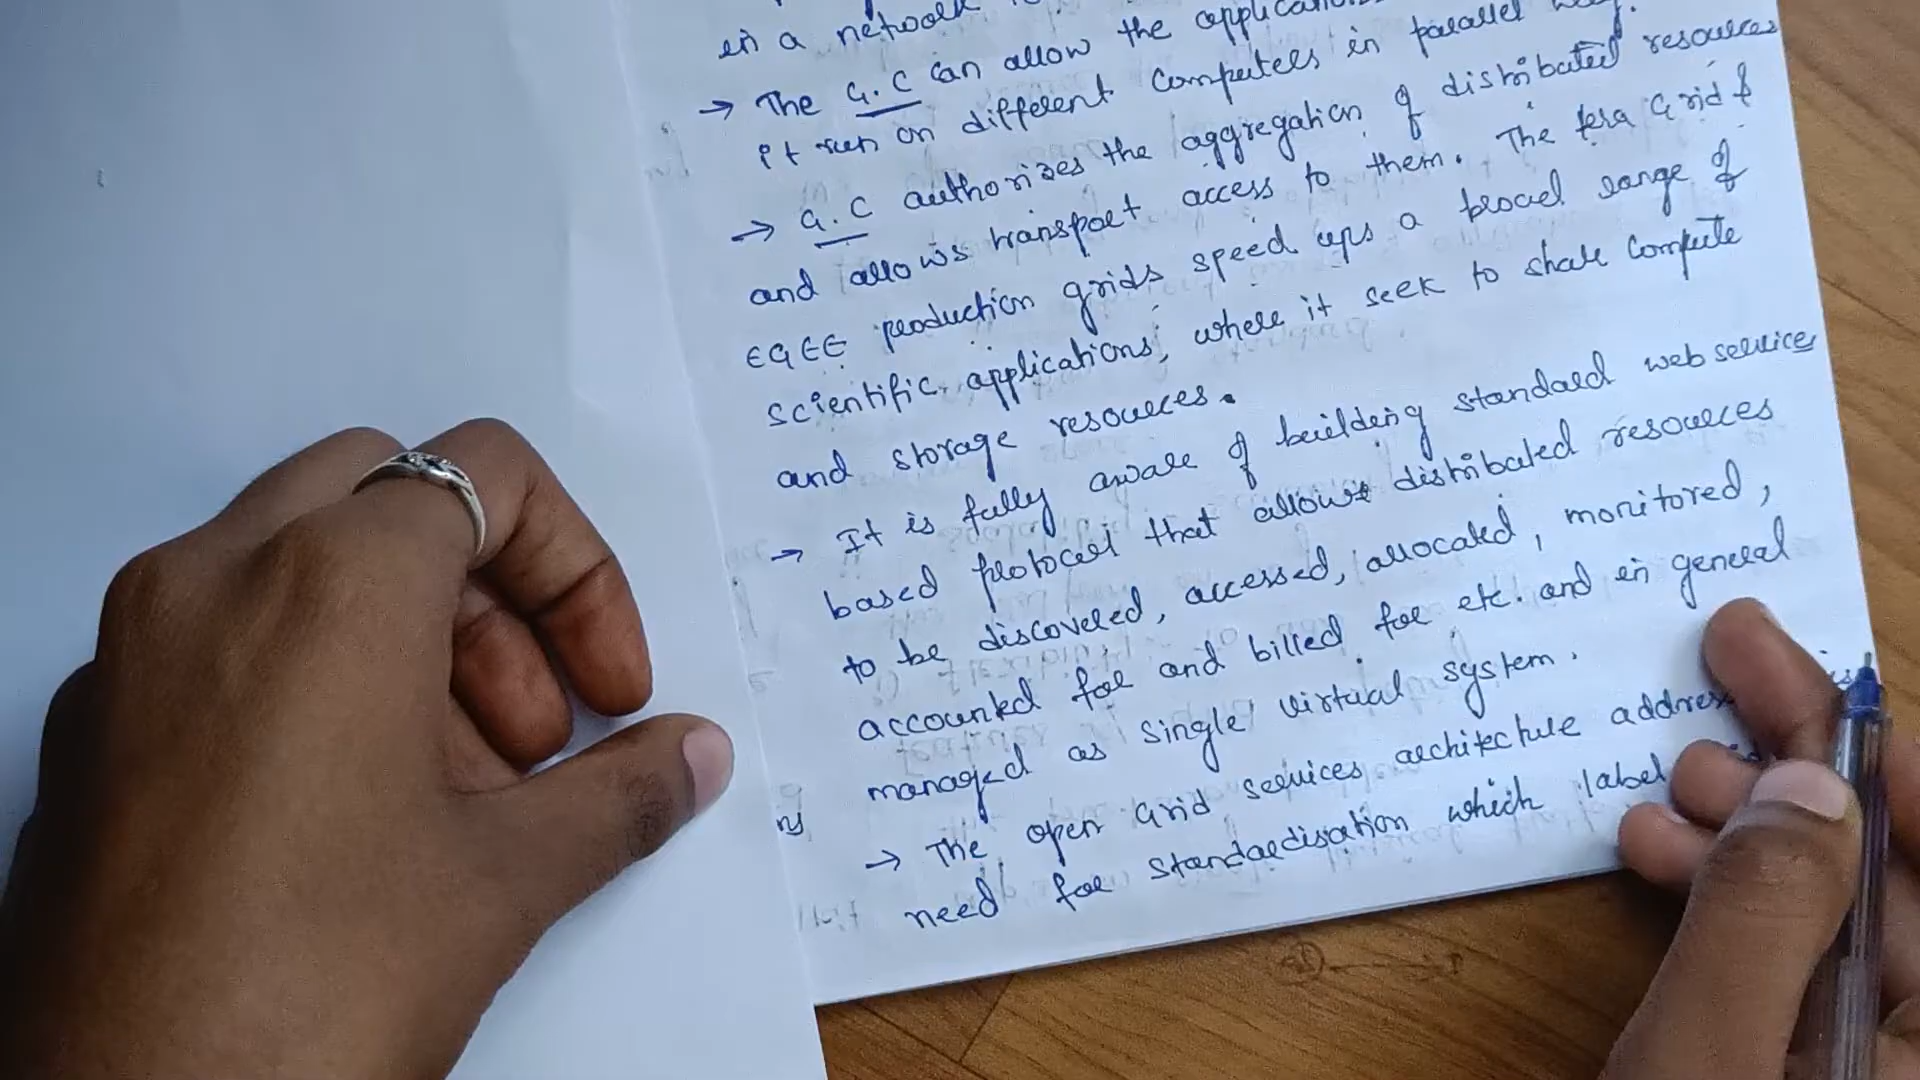 in a network
→ The G.C can allow the
it run on different computers in parallel
→ G.C authorizes the aggregation of distributed resources
and allows transport access to them. The tera Grid &
EGEE production grids speed ups a broad range of
scientific applications, where it seek to share compute
and storage resources.
→ It is fully aware of building standard web service
based protocol that allows distributed resources
to be discovered, accessed, allocated, monitored,
accounted for and billed for etc. and in general
managed as single virtual system.
→ The open Grid services architecture address
need for standardisation which label